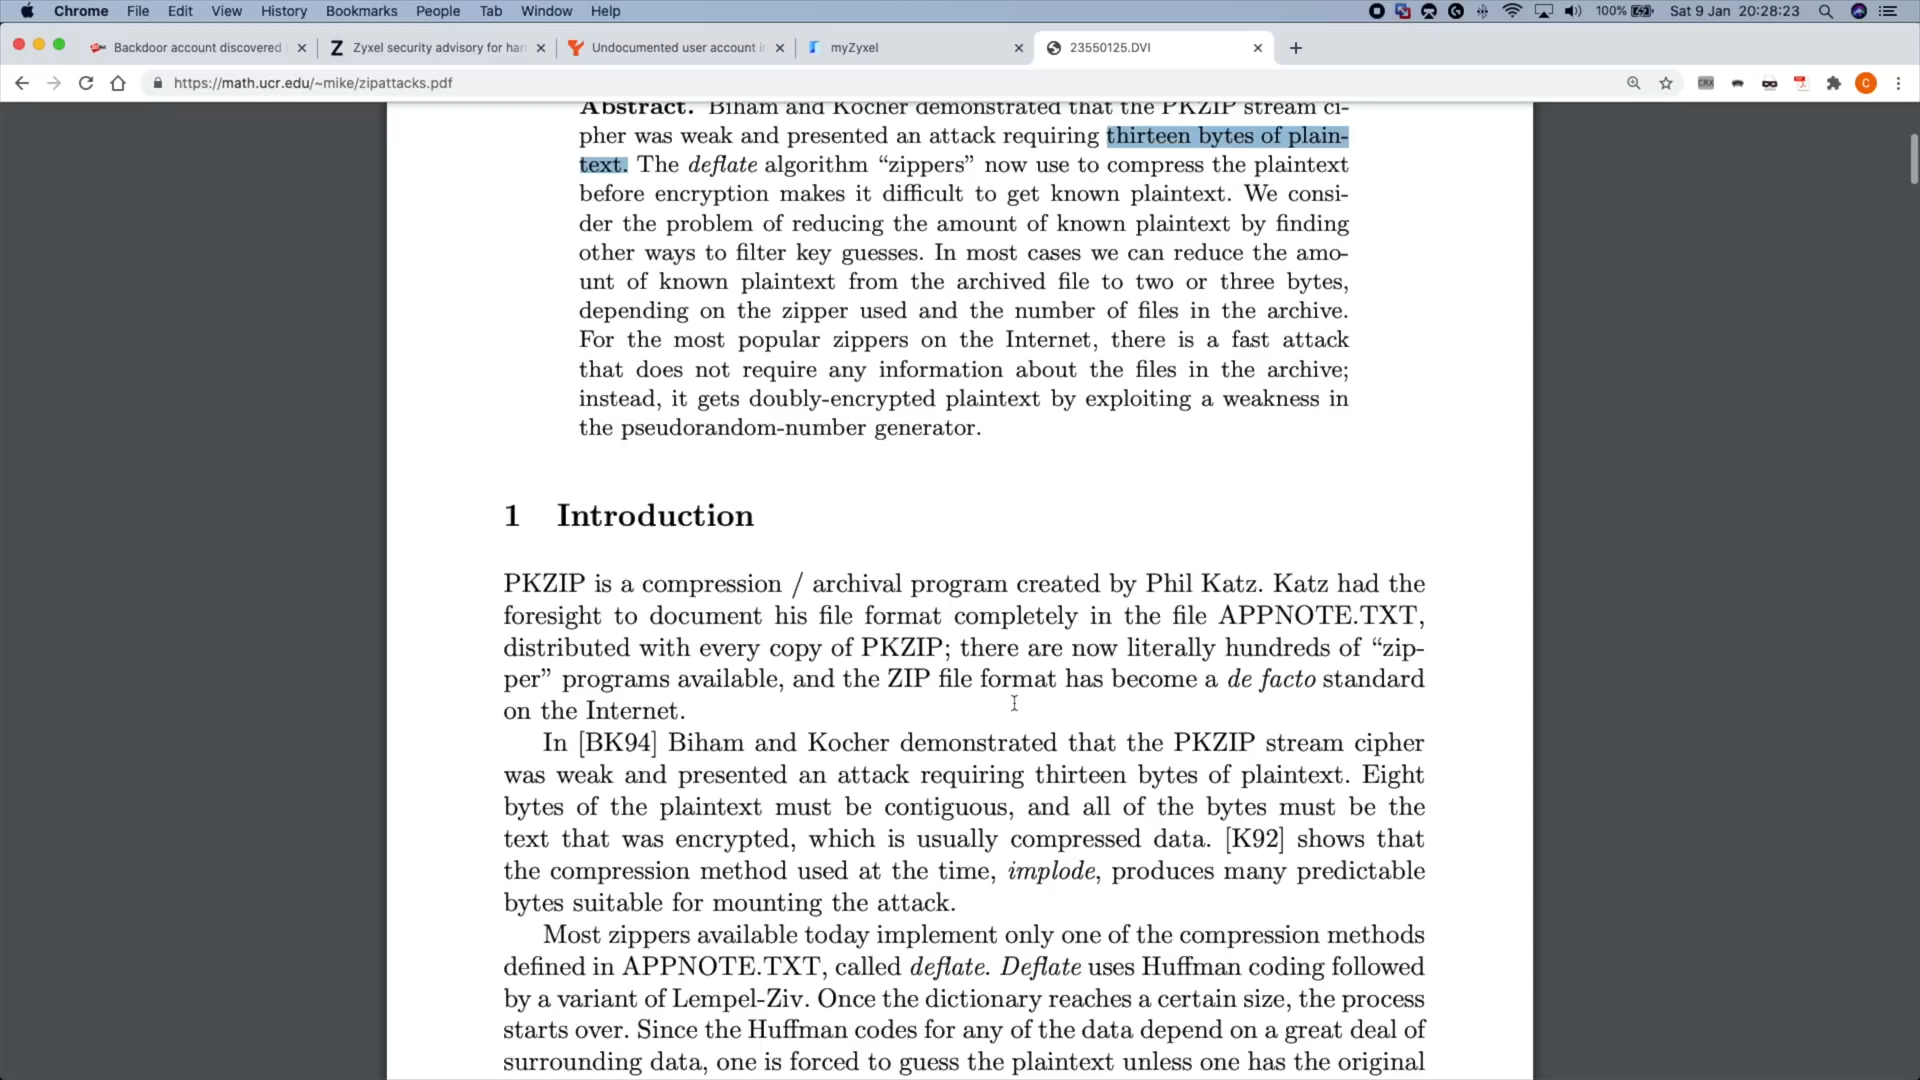 Chrome File Edit View History Bookmarks People Tab Window Help 100% Sat 9 Jan 20:28:23
Backdoor account discovered Zyxel security advisory for har Undocumented user account i myZyxel 23550125.DVI
https://math.ucr.edu/~mike/zipattacks.pdf
Abstract. Biham and Kocher demonstrated that the PKZIP stream ci-
pher was weak and presented an attack requiring thirteen bytes of plain-
text. The deflate algorithm “zippers” now use to compress the plaintext
before encryption makes it difficult to get known plaintext. We consi-
der the problem of reducing the amount of known plaintext by finding
other ways to filter key guesses. In most cases we can reduce the amo-
unt of known plaintext from the archived file to two or three bytes,
depending on the zipper used and the number of files in the archive.
For the most popular zippers on the Internet, there is a fast attack
that does not require any information about the files in the archive;
instead, it gets doubly-encrypted plaintext by exploiting a weakness in
the pseudorandom-number generator.
1 Introduction
PKZIP is a compression / archival program created by Phil Katz. Katz had the
foresight to document his file format completely in the file APPNOTE.TXT,
distributed with every copy of PKZIP; there are now literally hundreds of “zip-
per” programs available, and the ZIP file format has become a de facto standard
on the Internet.
In [BK94] Biham and Kocher demonstrated that the PKZIP stream cipher
was weak and presented an attack requiring thirteen bytes of plaintext. Eight
bytes of the plaintext must be contiguous, and all of the bytes must be the
text that was encrypted, which is usually compressed data. [K92] shows that
the compression method used at the time, implode, produces many predictable
bytes suitable for mounting the attack.
Most zippers available today implement only one of the compression methods
defined in APPNOTE.TXT, called deflate. Deflate uses Huffman coding followed
by a variant of Lempel-Ziv. Once the dictionary reaches a certain size, the process
starts over. Since the Huffman codes for any of the data depend on a great deal of
surrounding data, one is forced to guess the plaintext unless one has the original